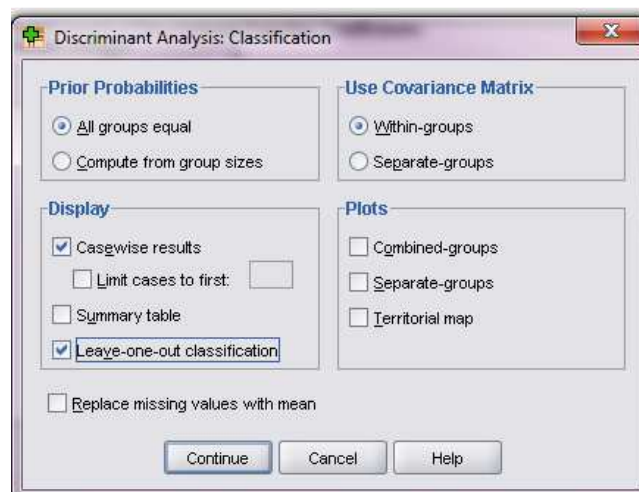 Discriminant Analysis: Classification
Prior Probabilities
All groups equal
Compute from group sizes
Use Covariance Matrix
Within-groups
Separate-groups
Display
Casewise results
Limit cases to first:
Summary table
Leave-one-out classification
Plots
Combined-groups
Separate-groups
Territorial map
Replace missing values with mean
Continue
Cancel
Help